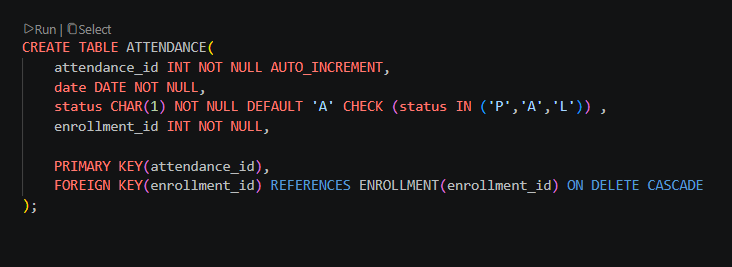 Run | Select
CREATE TABLE ATTENDANCE(
    attendance_id INT NOT NULL AUTO_INCREMENT,
    date DATE NOT NULL,
    status CHAR(1) NOT NULL DEFAULT 'A' CHECK (status IN ('P','A','L')) ,
    enrollment_id INT NOT NULL,

    PRIMARY KEY(attendance_id),
    FOREIGN KEY(enrollment_id) REFERENCES ENROLLMENT(enrollment_id) ON DELETE CASCADE
);